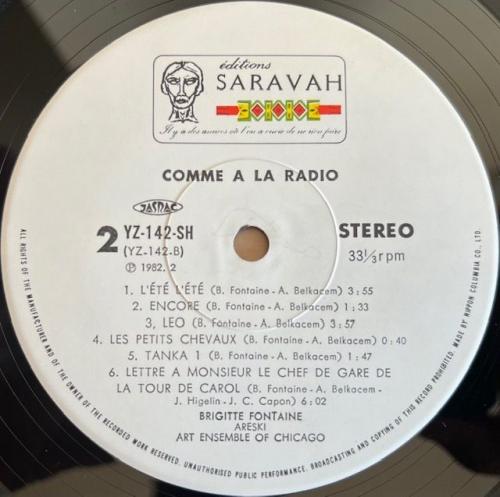 éditions
SARAVAH
Il y a des années où l'on a envie de ne rien faire
COMME A LA RADIO
JASRAC
2 YZ-142-SH STEREO
(YZ-142-B) 33 1/3 rpm
℗ 1982. 2
1. L'ÉTÉ L'ÉTÉ (B. Fontaine - A. Belkacem) 3 : 55
2. ENCORE (B. Fontaine - A. Belkacem) 1 : 33
3, LEO (B. Fontaine - A. Belkacem) 3 : 57
4. LES PETITS CHEVAUX (B. Fontaine - A. Belkacem) 0 : 40
5. TANKA 1 (B. Fontaine - A. Belkacem) 1 : 47
6. LETTRE A MONSIEUR LE CHEF DE GARE DE
LA TOUR DE CAROL (B. Fontaine - A. Belkacem -
J. Higelin - J. C. Capon) 6 : 02
BRIGITTE FONTAINE
ARESKI
ART ENSEMBLE OF CHICAGO
ALL RIGHTS OF THE MANUFACTURER AND OF THE OWNER OF THE RECORDED WORK RESERVED. UNAUTHORISED PUBLIC PERFORMANCE. BROADCASTING AND COPYING OF THIS RECORD PROHIBITED. MADE BY NIPPON COLUMBIA CO., LTD.